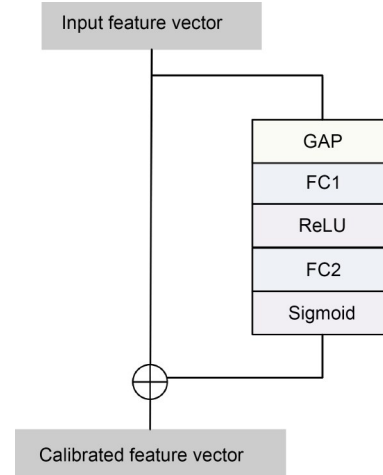 Input feature vector
GAP
FC1
ReLU
FC2
Sigmoid
Calibrated feature vector